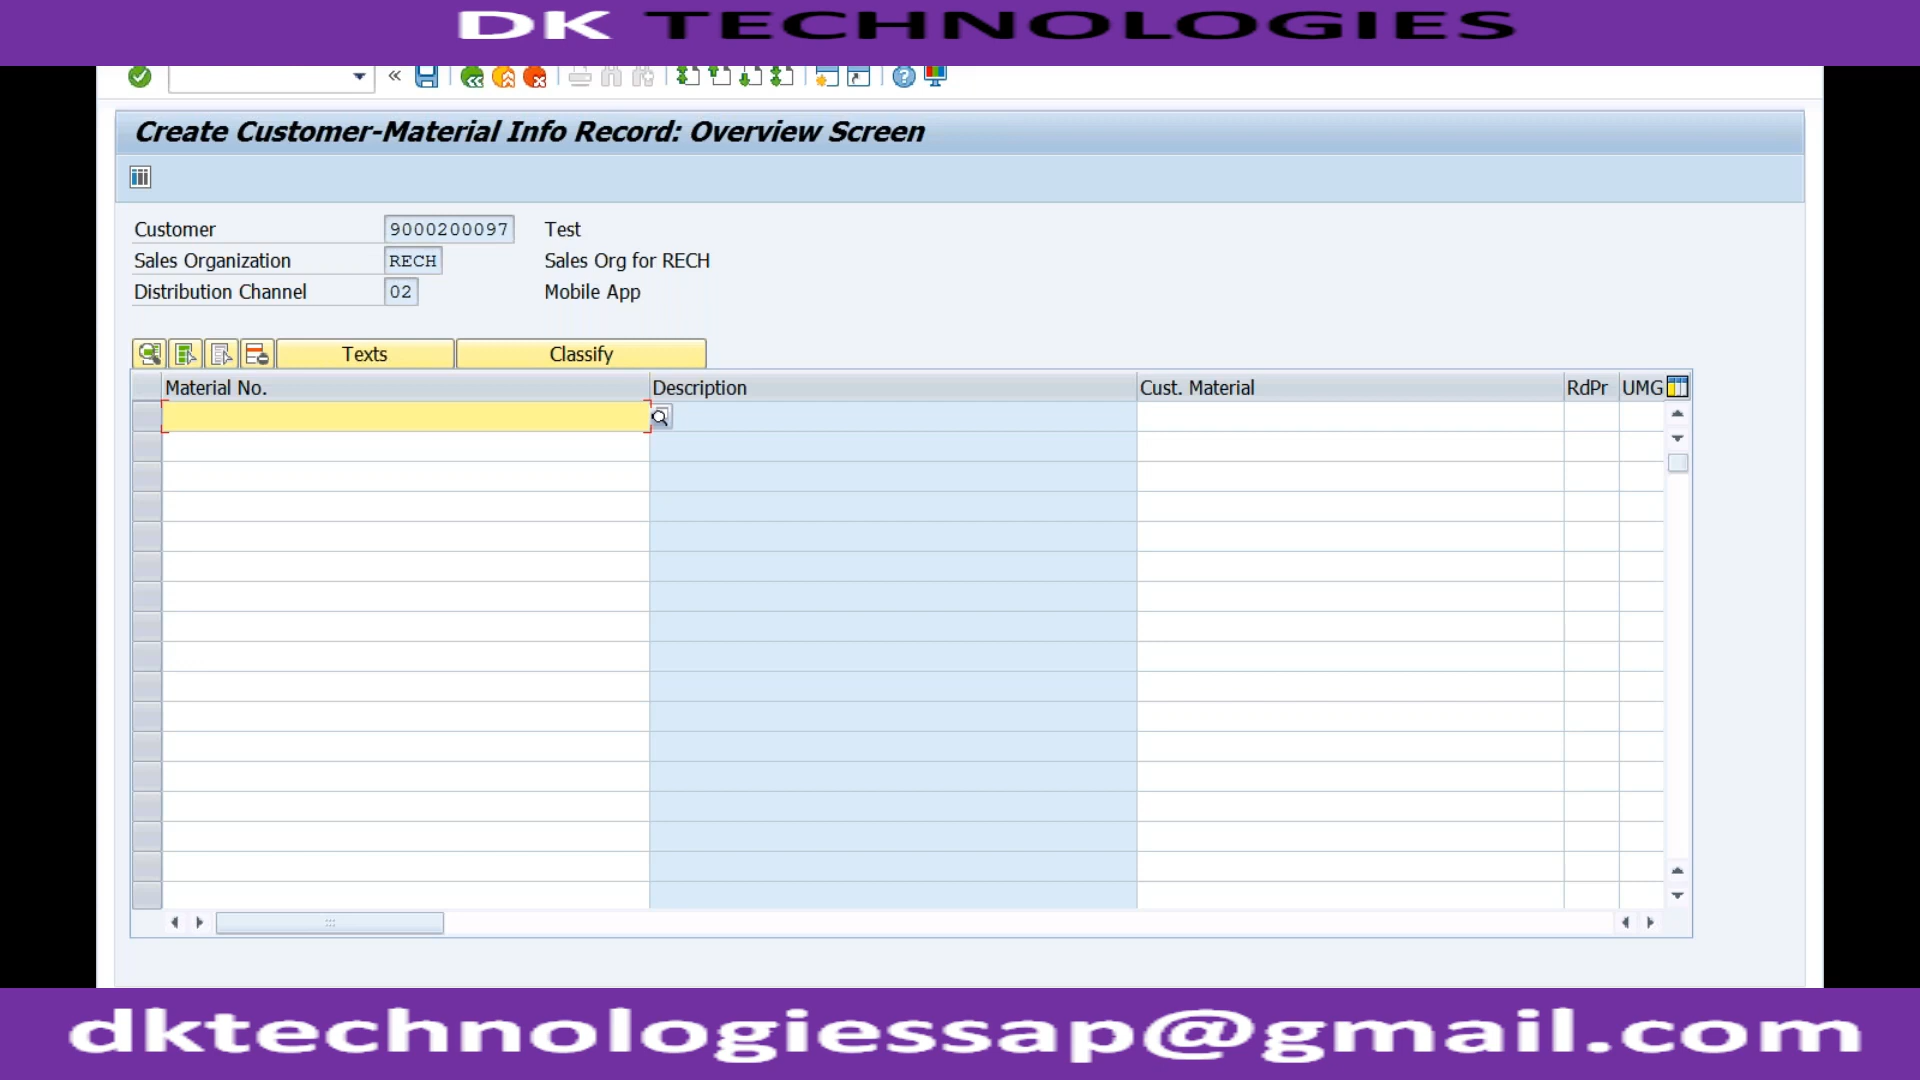 DK TECHNOLOGIES
Create Customer-Material Info Record: Overview Screen
Customer 9000200097 Test
Sales Organization RECH Sales Org for RECH
Distribution Channel 02 Mobile App
Texts Classify
Material No. Description Cust. Material RdPr UMG
dktechnologiessap@gmail.com